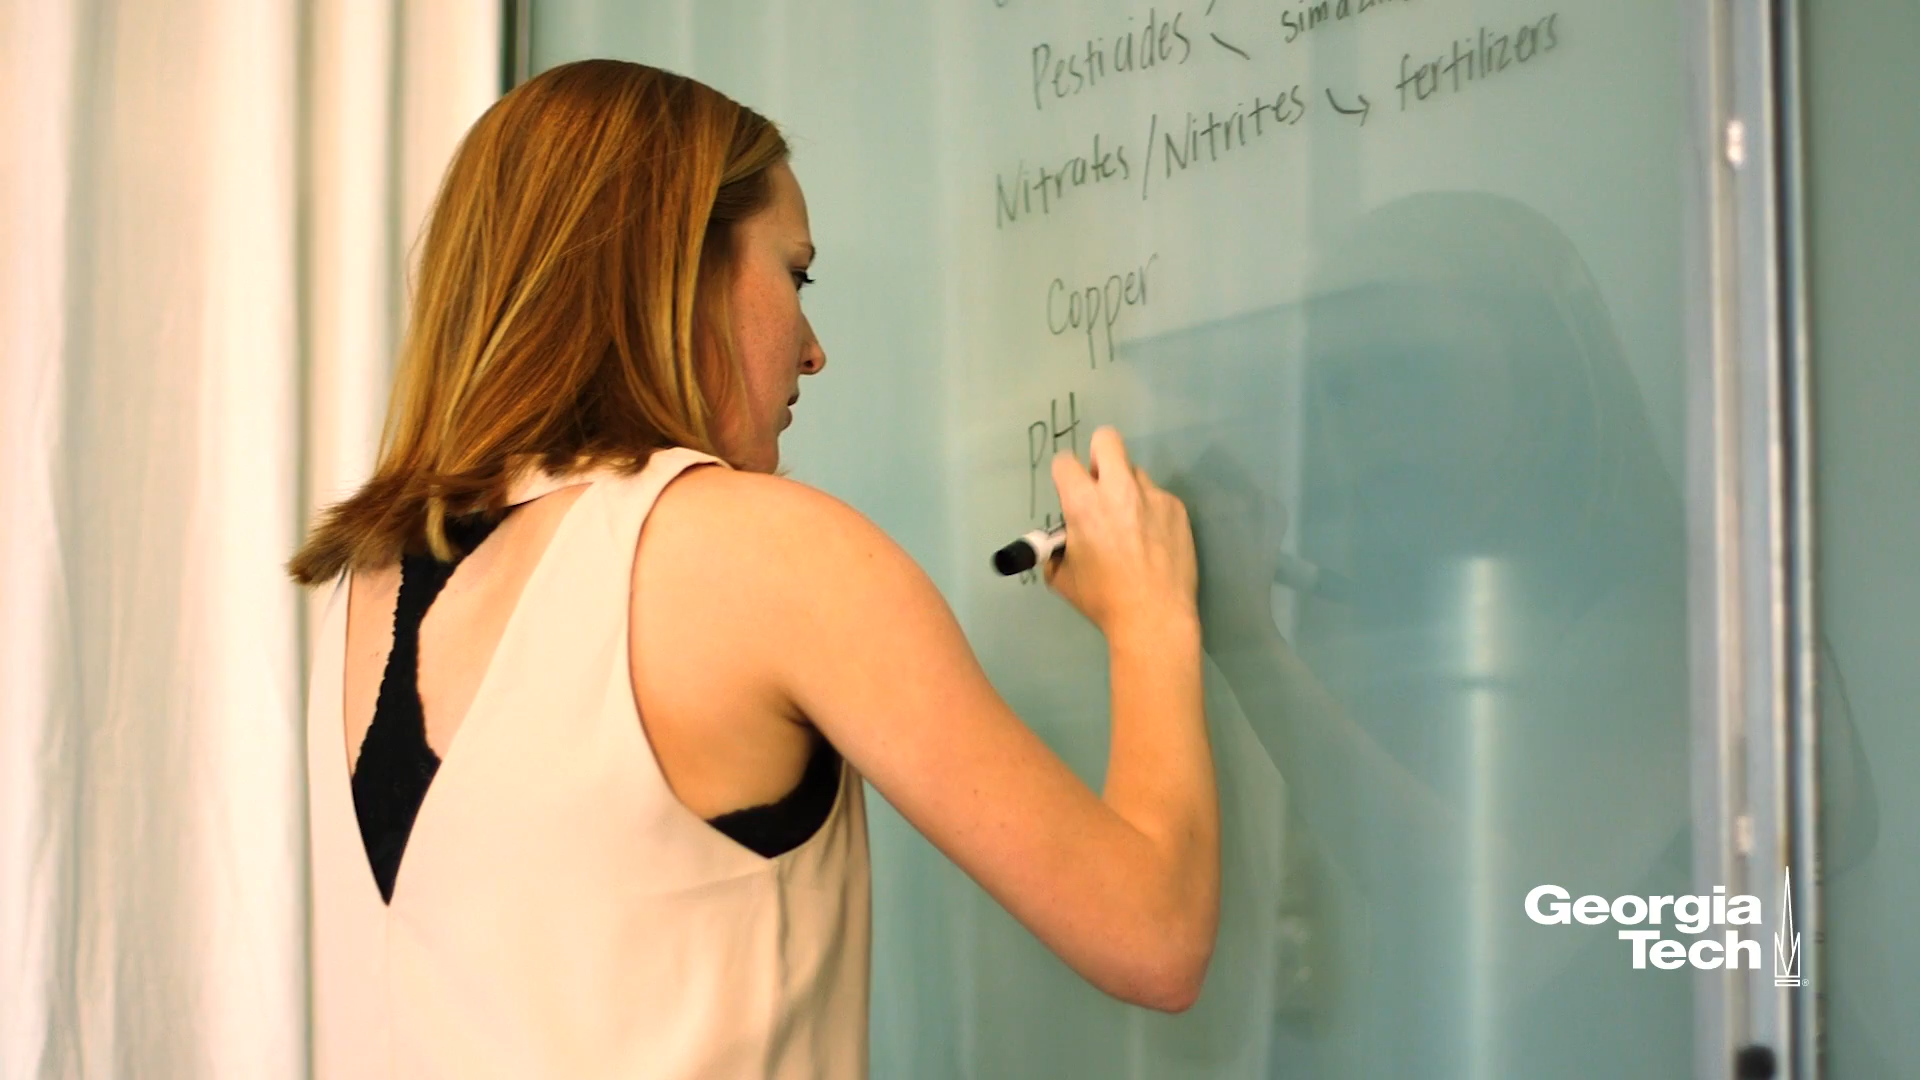 Pesticides
Nitrates/Nitrites ↘ fertilizers
Copper
pH
Georgia
Tech